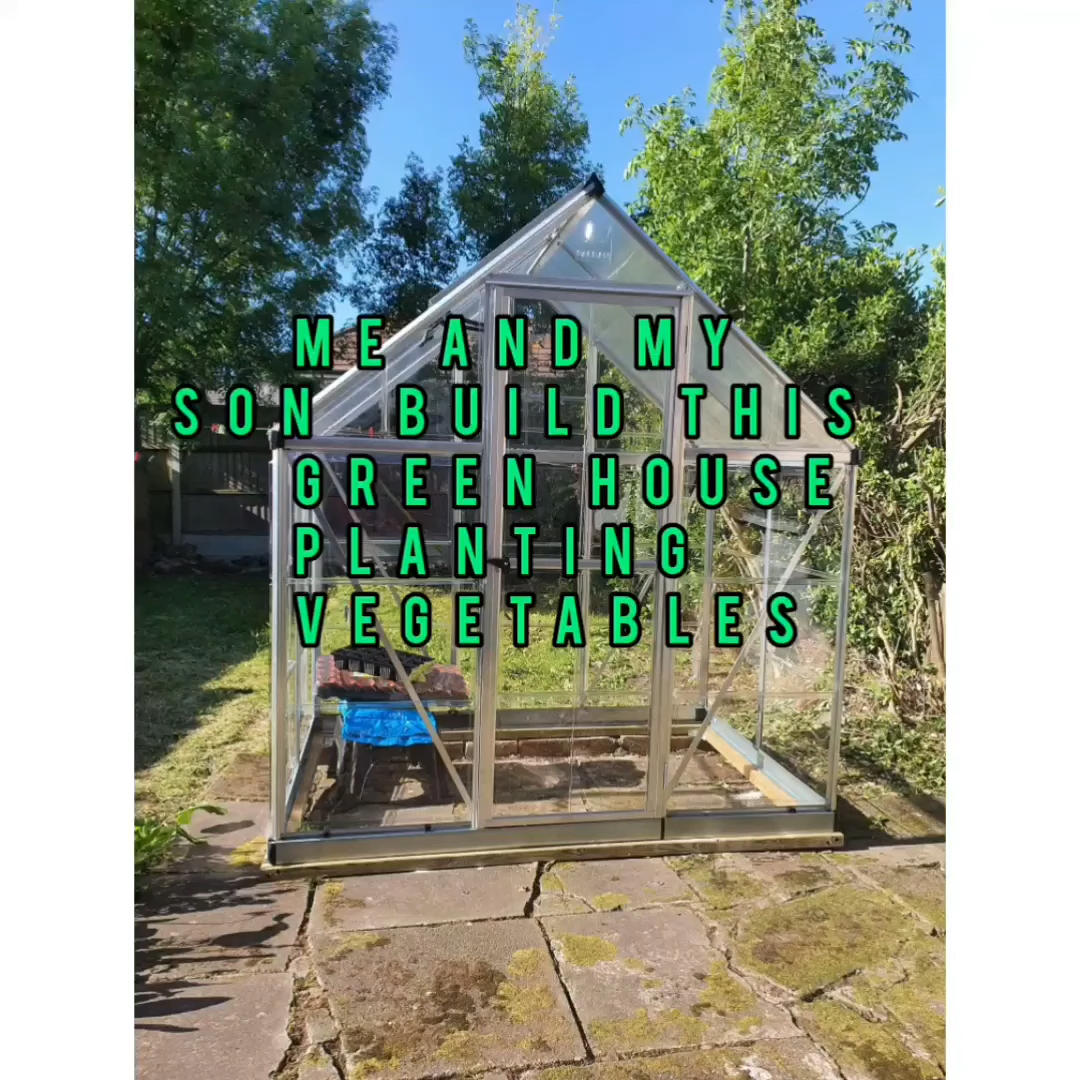 ME AND MY
SON BUILD THIS
GREEN HOUSE
PLANTING
VEGETABLES